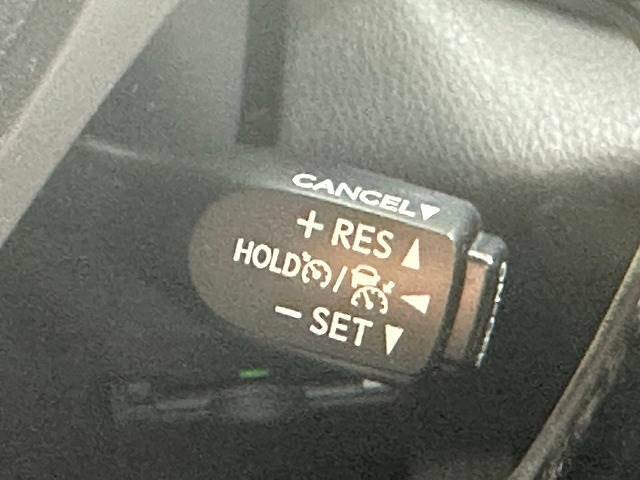 CANCEL▼
+ RES▲
HOLD /◀
- SET▼